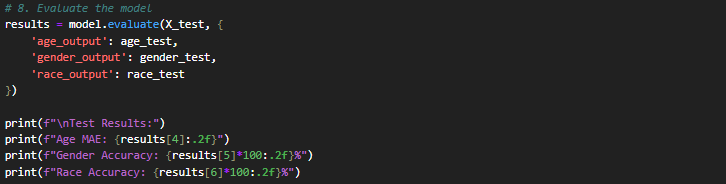 # 8. Evaluate the model
results = model.evaluate(X_test, {
    'age_output': age_test,
    'gender_output': gender_test,
    'race_output': race_test
})
print(f"\nTest Results:")
print(f"Age MAE: {results[4]:.2f}")
print(f"Gender Accuracy: {results[5]*100:.2f}%")
print(f"Race Accuracy: {results[6]*100:.2f}%")